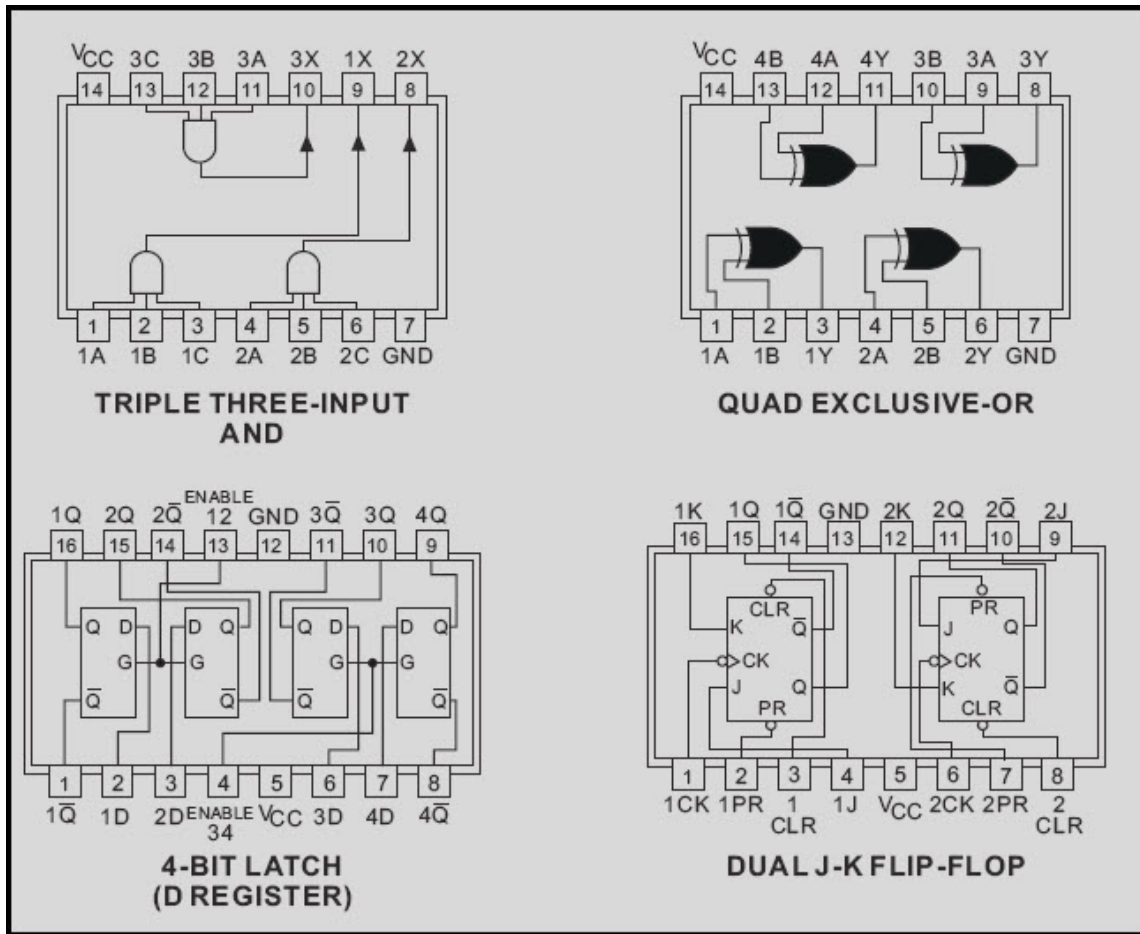 VCC 3C 3B 3A 3X 1X 2X
14 13 12 11 10 9 8
1 2 3 4 5 6 7
1A 1B 1C 2A 2B 2C GND
TRIPLE THREE-INPUT
AND
VCC 4B 4A 4Y 3B 3A 3Y
14 13 12 11 10 9 8
1 2 3 4 5 6 7
1A 1B 1Y 2A 2B 2Y GND
QUAD EXCLUSIVE-OR
1Q 2Q 2Q̅ ENABLE 12 GND 3Q̅ 3Q 4Q
16 15 14 13 12 11 10 9
Q D D Q Q D D Q
G G G G
Q̅ Q̅ Q̅ Q̅
1 2 3 4 5 6 7 8
1Q̅ 1D 2D ENABLE 34 VCC 3D 4D 4Q̅
4-BIT LATCH
(D REGISTER)
1K 1Q 1Q̅ GND 2K 2Q 2Q̅ 2J
16 15 14 13 12 11 10 9
CLR PR
K Q̅ J Q
CK CK
J Q K Q̅
PR CLR
1 2 3 4 5 6 7 8
1CK 1PR 1 CLR 1J VCC 2CK 2PR 2 CLR
DUAL J-K FLIP-FLOP